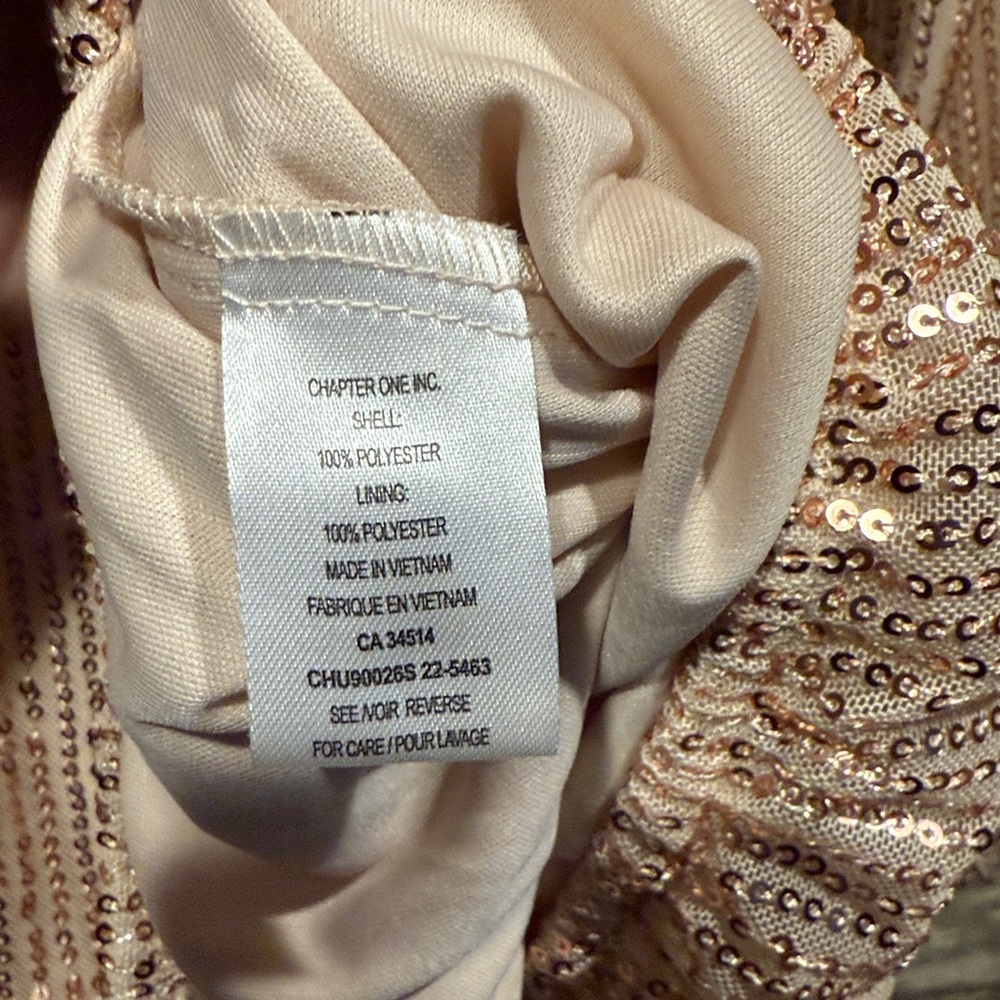 CHAPTER ONE INC.
SHELL:
100% POLYESTER
LINING:
100% POLYESTER
MADE IN VIETNAM
FABRIQUE EN VIETNAM
CA 34514
CHU90026S 22-5463
SEE /VOIR REVERSE
FOR CARE / POUR LAVAGE